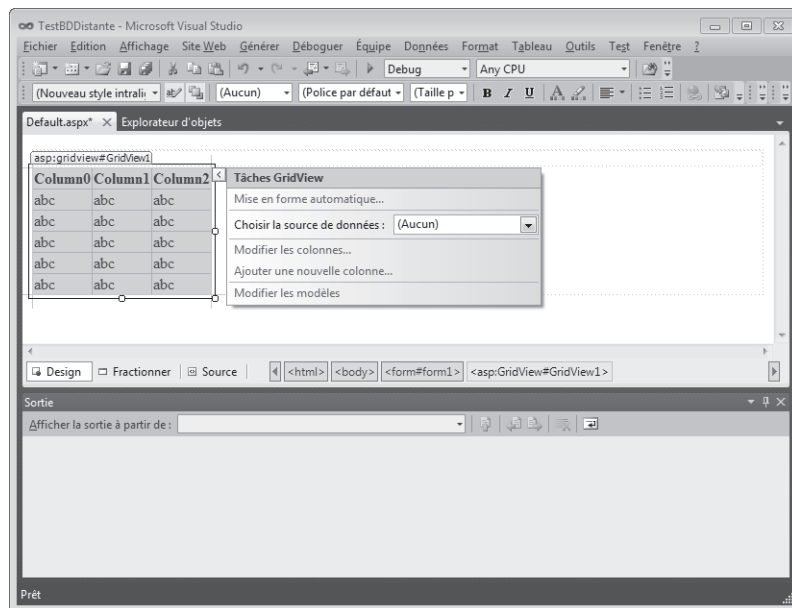 TestBDDistante - Microsoft Visual Studio
Fichier Edition Affichage Site Web Générer Déboguer Équipe Données Format Tableau Outils Test Fenêtre ?
Debug Any CPU
(Nouveau style intrali (Aucun) (Police par défaut (Taille p B I U
Default.aspx* Explorateur d'objets
asp:gridview#GridView1
Column0 Column1 Column2
Tâches GridView
abc abc abc
Mise en forme automatique...
abc abc abc
Choisir la source de données : (Aucun)
abc abc abc
Modifier les colonnes...
abc abc abc
Ajouter une nouvelle colonne...
abc abc abc
Modifier les modèles
Design Fractionner Source <html> <body> <form#form1> <asp:GridView#GridView1>
Sortie
Afficher la sortie à partir de :
Prêt